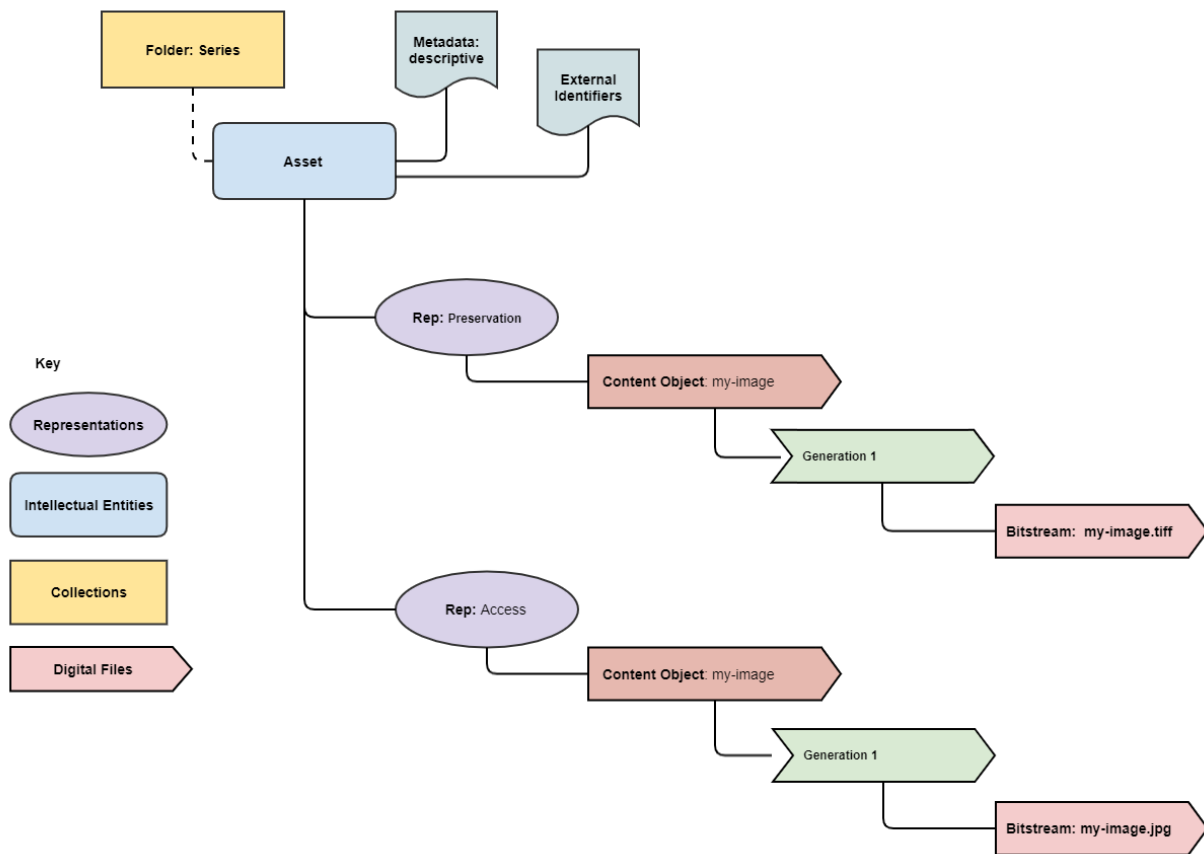 Folder: Series
Metadata:
descriptive
External
Identifiers
Asset
Rep: Preservation
Content Object: my-image
Generation 1
Bitstream:  my-image.tiff
Key
Representations
Intellectual Entities
Collections
Digital Files
Rep: Access
Content Object: my-image
Generation 1
Bitstream: my-image.jpg